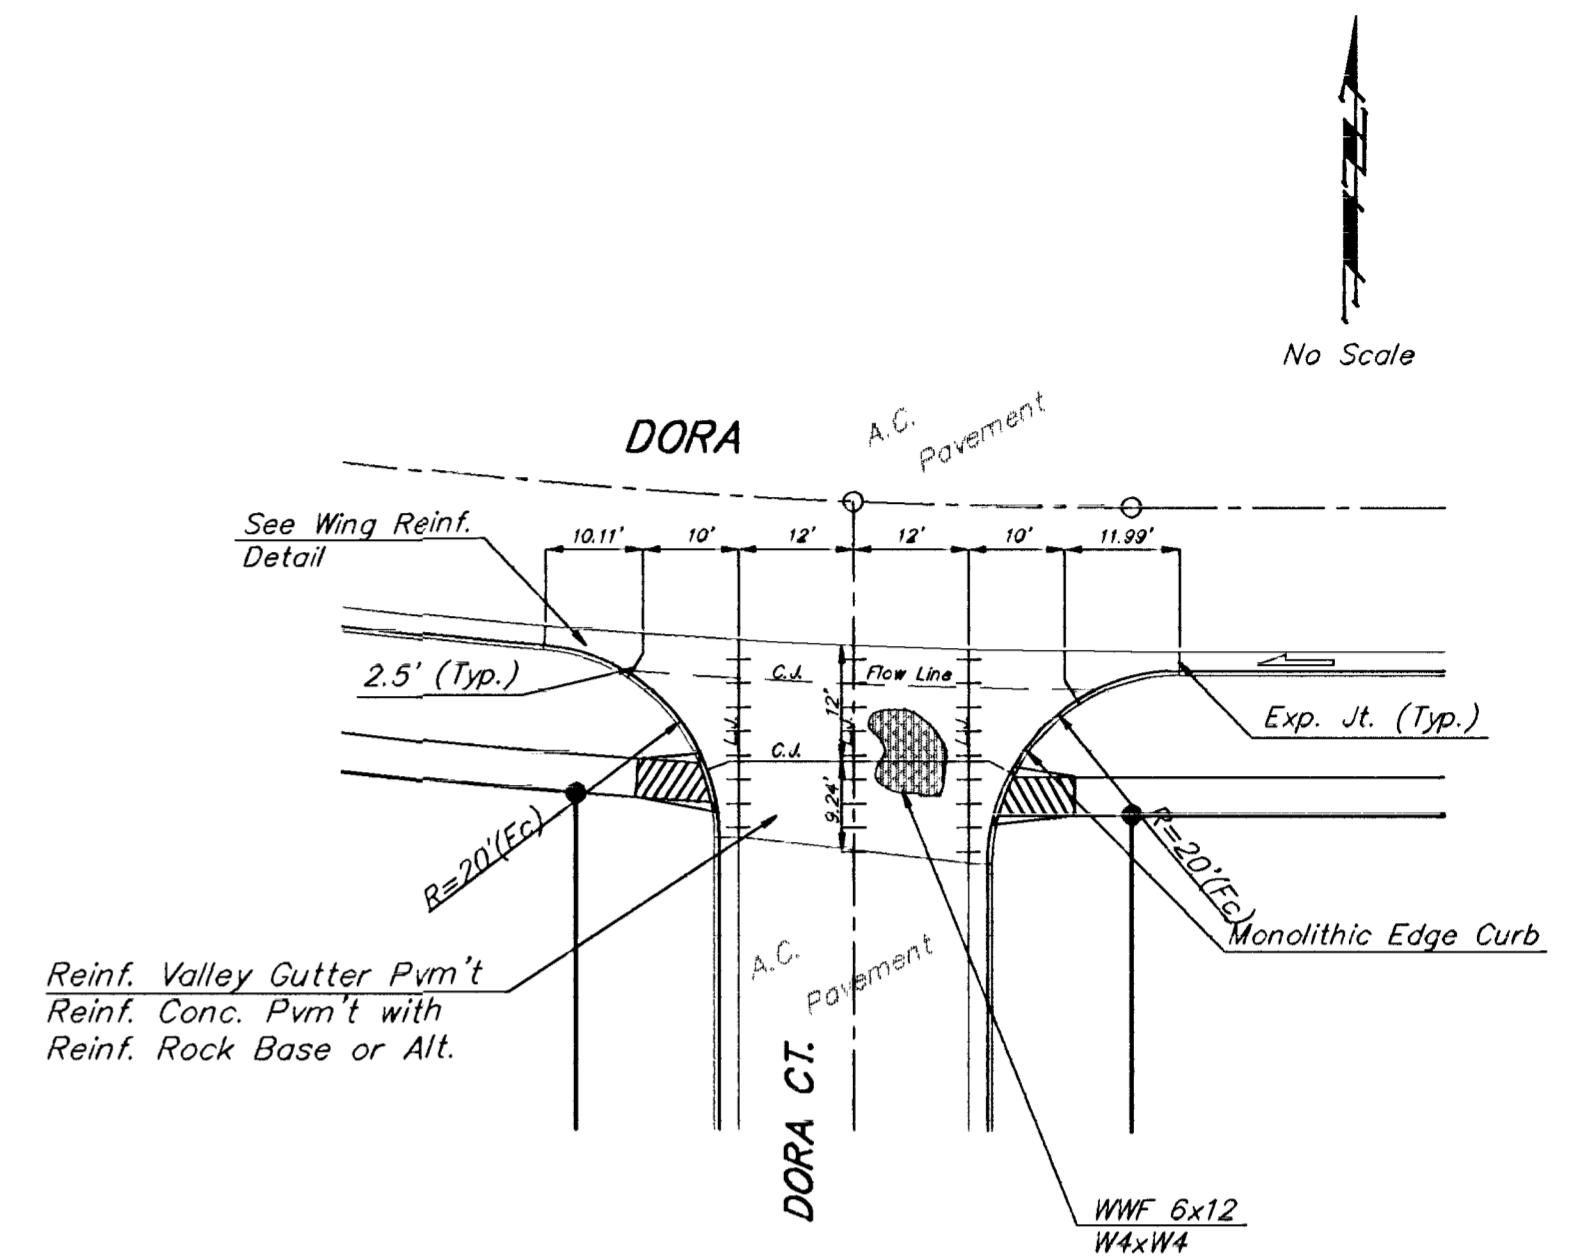 No Scale
DORA
A.C.
Pavement
See Wing Reinf.
Detail
10.11'
10'
12'
12'
10'
11.99'
2.5' (Typ.)
C.J.
Flow Line
Exp. Jt. (Typ.)
12'
L.J.
L.J.
L.J.
C.J.
9.24'
R=20'(Fc)
R=20'(Fc)
Monolithic Edge Curb
Reinf. Valley Gutter Pvm't
Reinf. Conc. Pvm't with
Reinf. Rock Base or Alt.
A.C.
Pavement
DORA CT.
WWF 6x12
W4xW4